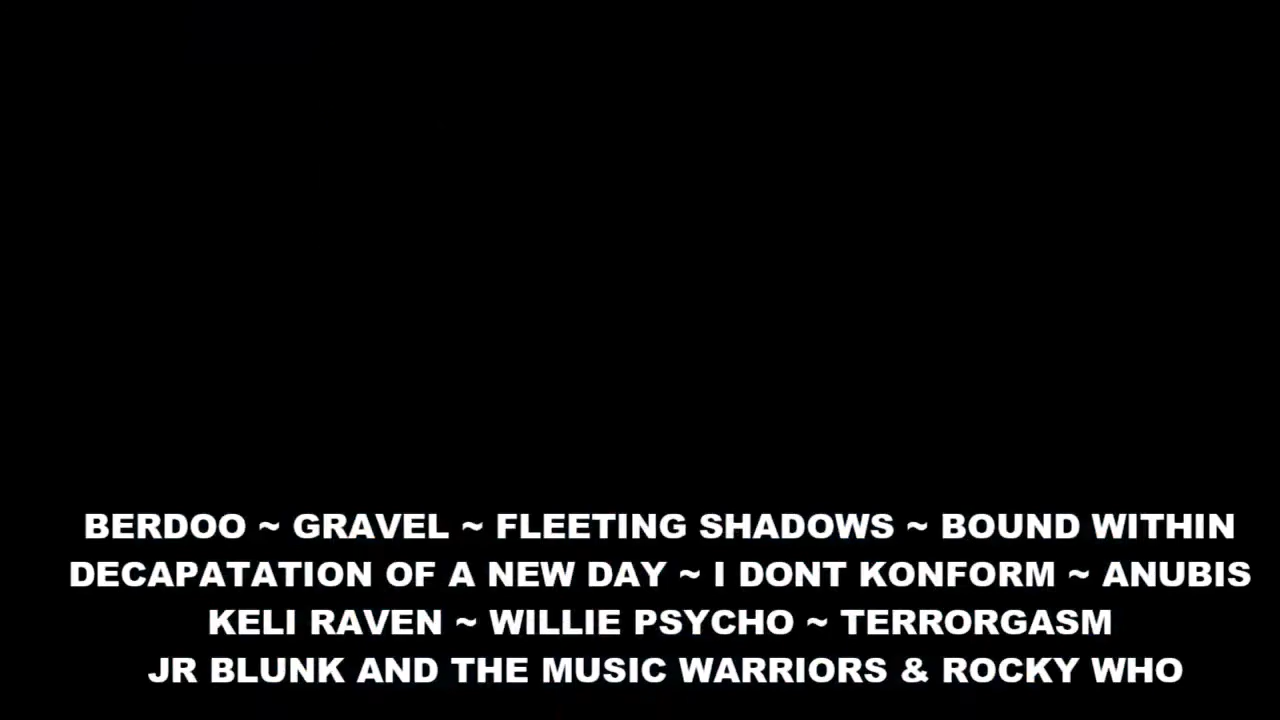 BERDOO ~ GRAVEL ~ FLEETING SHADOWS ~ BOUND WITHIN
DECAPATATION OF A NEW DAY ~ I DONT KONFORM ~ ANUBIS
KELI RAVEN ~ WILLIE PSYCHO ~ TERRORGASM
JR BLUNK AND THE MUSIC WARRIORS & ROCKY WHO